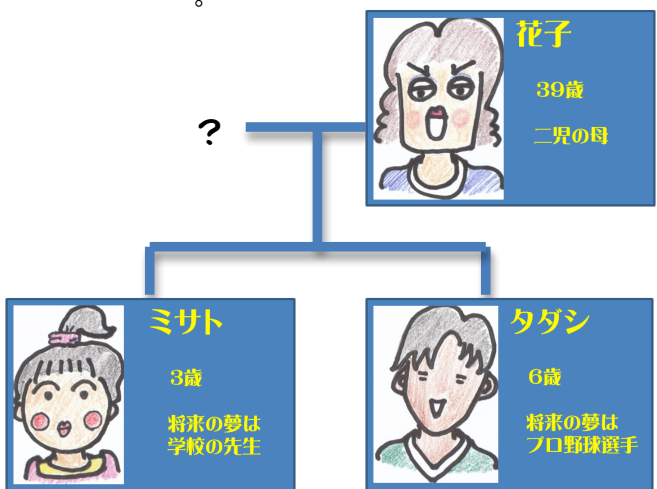 。
花子
39歳
二児の母
?
ミサト
3歳
将来の夢は
学校の先生
タダシ
6歳
将来の夢は
プロ野球選手